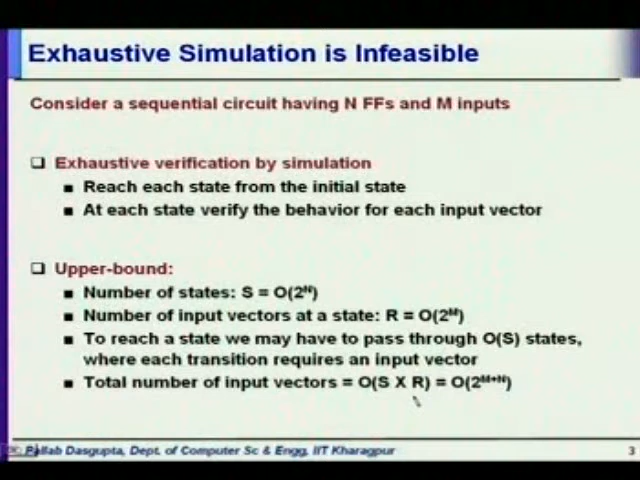 Exhaustive Simulation is Infeasible
Consider a sequential circuit having N FFs and M inputs
❑ Exhaustive verification by simulation
■ Reach each state from the initial state
■ At each state verify the behavior for each input vector
❑ Upper-bound:
■ Number of states: S = O(2ᴺ)
■ Number of input vectors at a state: R = O(2ᴹ)
■ To reach a state we may have to pass through O(S) states,
where each transition requires an input vector
■ Total number of input vectors = O(S X R) = O(2ᴹ⁺ᴺ)
Pallab Dasgupta, Dept. of Computer Sc & Engg, IIT Kharagpur
3